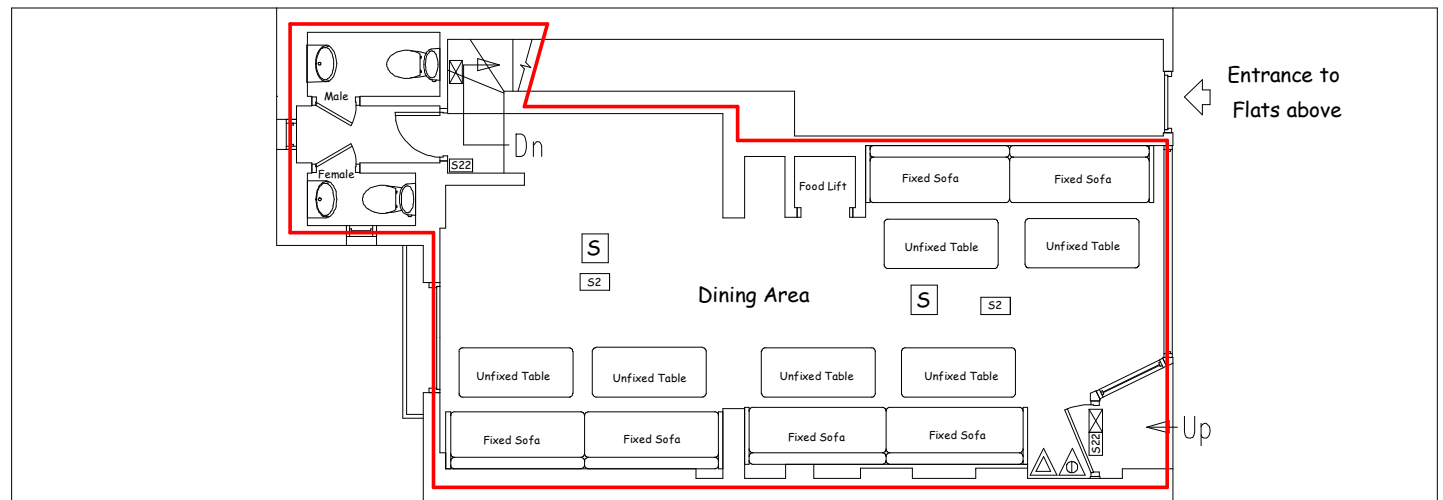 Male
Female
S22
Dn
Entrance to
Flats above
Food Lift
Fixed Sofa
Fixed Sofa
Unfixed Table
Unfixed Table
S
S2
Dining Area
S
S2
Unfixed Table
Unfixed Table
Unfixed Table
Unfixed Table
Fixed Sofa
Fixed Sofa
Fixed Sofa
Fixed Sofa
S22
Up